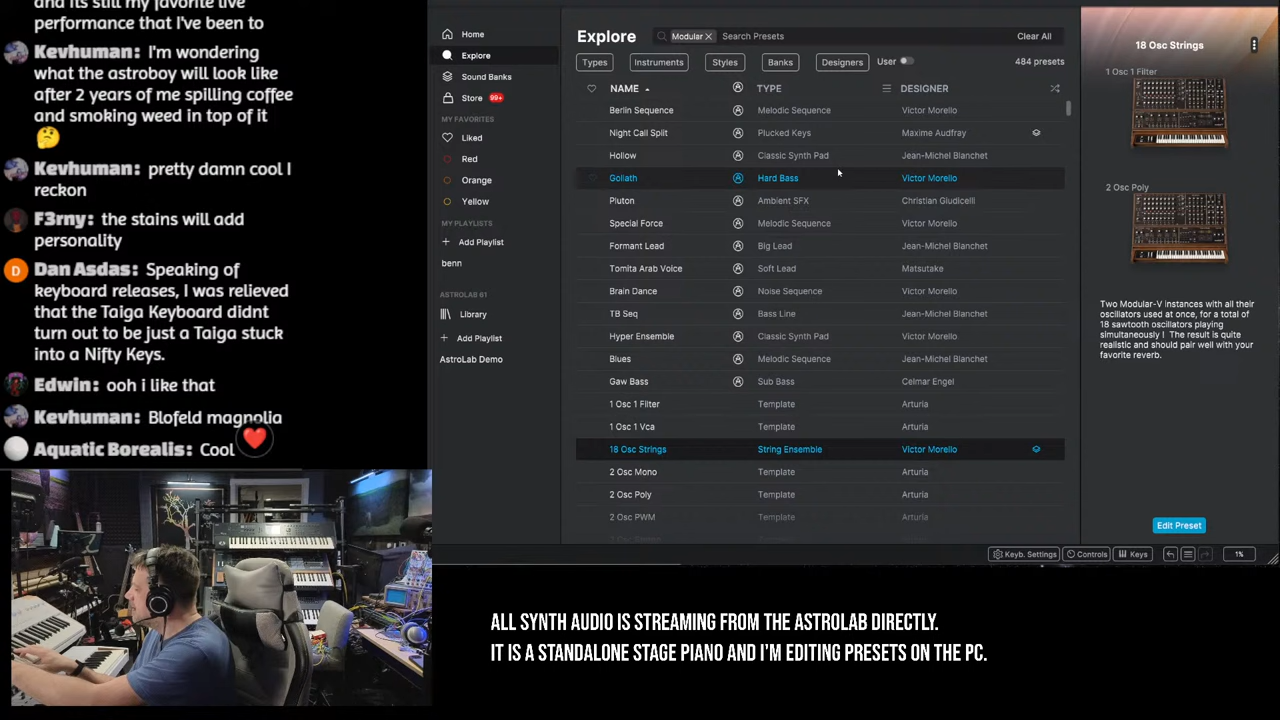 and its still my favorite live
performance that I've been to
Kevhuman: I'm wondering
what the astroboy will look like
after 2 years of me spilling coffee
and smoking weed in top of it
Kevhuman: pretty damn cool I
reckon
F3rny: the stains will add
personality
D
Dan Asdas: Speaking of
keyboard releases, I was relieved
that the Taiga Keyboard didnt
turn out to be just a Taiga stuck
into a Nifty Keys.
Edwin: ooh i like that
Kevhuman: Blofeld magnolia
Aquatic Borealis: Cool
Home
Explore
Sound Banks
Store 99+
MY FAVORITES
Liked
Red
Orange
Yellow
MY PLAYLISTS
+ Add Playlist
benn
ASTROLAB 01
Library
+ Add Playlist
AstroLab Demo
Explore
Modular X Search Presets Clear All
Types Instruments Styles Banks Designers User 484 presets
NAME TYPE DESIGNER
Berlin Sequence Melodic Sequence Victor Morello
Night Call Split Plucked Keys Maxime Audfray
Hollow Classic Synth Pad Jean-Michel Blanchet
Goliath Hard Bass Victor Morello
Pluton Ambient SFX Christian Giudicelli
Special Force Melodic Sequence Victor Morello
Formant Lead Big Lead Jean-Michel Blanchet
Tomita Arab Voice Soft Lead Matsutake
Brain Dance Noise Sequence Victor Morello
TB Seq Bass Line Jean-Michel Blanchet
Hyper Ensemble Classic Synth Pad Victor Morello
Blues Melodic Sequence Jean-Michel Blanchet
Gaw Bass Sub Bass Celmar Engel
1 Osc 1 Filter Template Arturia
1 Osc 1 Vca Template Arturia
18 Osc Strings String Ensemble Victor Morello
2 Osc Mono Template Arturia
2 Osc Poly Template Arturia
2 Osc PWM Template Arturia
18 Osc Strings
1 Osc 1 Filter
2 Osc Poly
Two Modular-V instances with all their
oscillators used at once, for a total of
18 sawtooth oscillators playing
simultaneously ! The result is quite
realistic and should pair well with your
favorite reverb.
Edit Preset
Keyb. Settings Controls Keys 1%
ALL SYNTH AUDIO IS STREAMING FROM THE ASTROLAB DIRECTLY.
IT IS A STANDALONE STAGE PIANO AND I'M EDITING PRESETS ON THE PC.